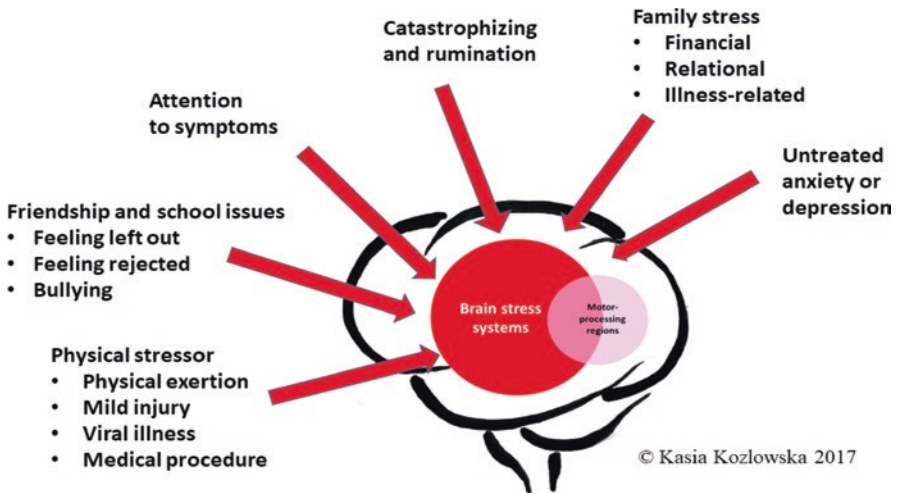 Catastrophizing
and rumination
Family stress
• Financial
• Relational
• Illness-related
Attention
to symptoms
Untreated
anxiety or
depression
Friendship and school issues
• Feeling left out
• Feeling rejected
• Bullying
Brain stress
systems
Motor-
processing
regions
Physical stressor
• Physical exertion
• Mild injury
• Viral illness
• Medical procedure
© Kasia Kozlowska 2017